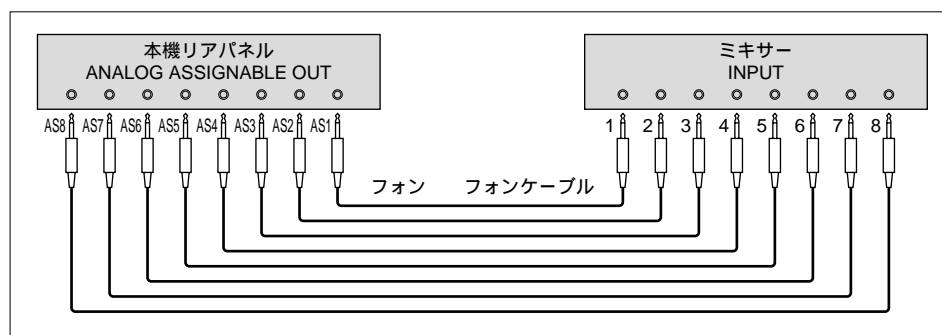 本機リアパネル
ANALOG ASSIGNABLE OUT
AS8 AS7 AS6 AS5 AS4 AS3 AS2 AS1
ミキサー
INPUT
1 2 3 4 5 6 7 8
フォン フォンケーブル